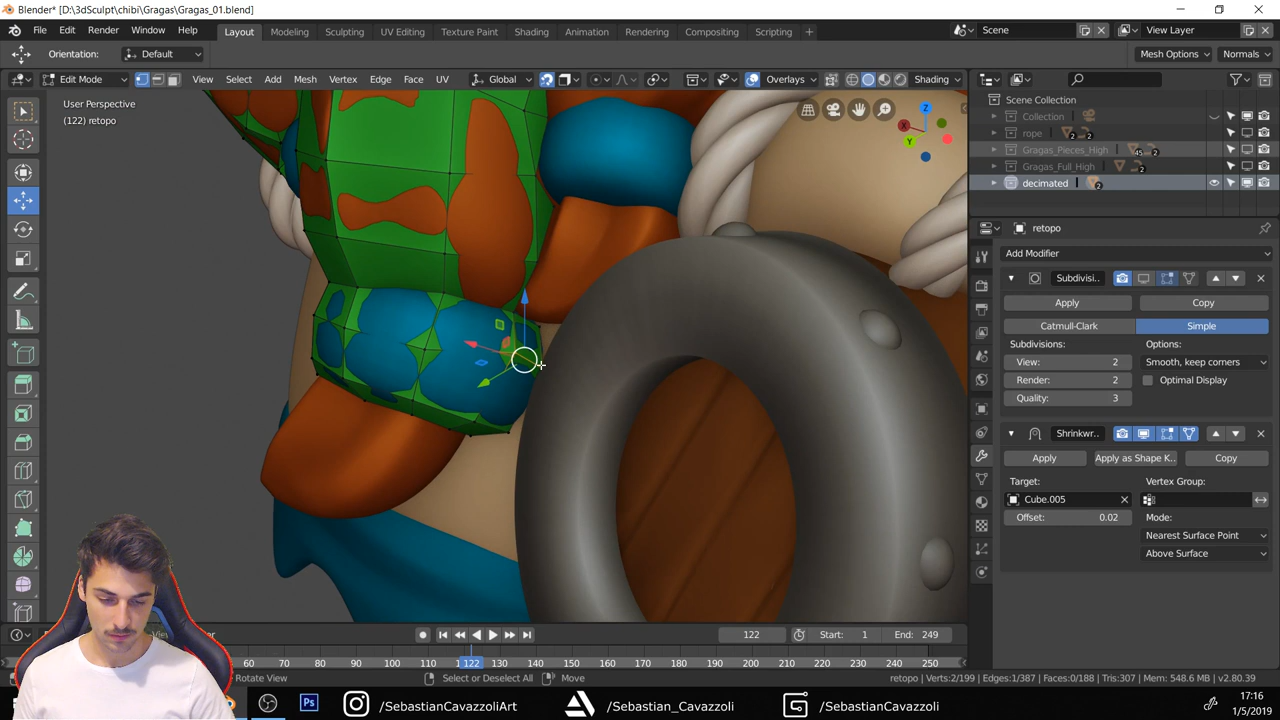 Blender* [D:\3dSculpt\chibi\Gragas\Gragas_01.blend]
File Edit Render Window Help Layout Modeling Sculpting UV Editing Texture Paint Shading Animation Rendering Compositing Scripting + Scene View Layer
Orientation: Default Mesh Options Normals
Edit Mode View Select Add Mesh Vertex Edge Face UV Global Overlays Shading
User Perspective
(122) retopo
Z
X
Y
Scene Collection
Collection
rope 2 2
Gragas_Pieces_High 45 2
Gragas_Full_High 2
decimated 2
retopo
Add Modifier
Subdivisi..
Apply Copy
Catmull-Clark Simple
Subdivisions: Options:
View: 2 Smooth, keep corners
Render: 2 Optimal Display
Quality: 3
Shrinkwr..
Apply Apply as Shape K.. Copy
Target: Vertex Group:
Cube.005
Offset: 0.02 Mode:
Nearest Surface Point
Above Surface
122 Start: 1 End: 249
60 70 80 90 100 110 122 130 140 150 160 170 180 190 200 210 220 230 240 250
Rotate View Select or Deselect All Move retopo | Verts:2/199 | Edges:1/387 | Faces:0/188 | Tris:307 | Mem: 548.6 MB | v2.80.39
Ps /SebastianCavazzoliArt /Sebastian_Cavazzoli /SebastianCavazzoli
17:16
1/5/2019